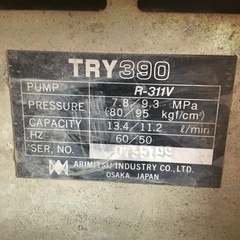 TRY390
PUMP R-311V
PRESSURE 7.8/9.3 MPa
(80/95 kgf/cm²)
CAPACITY 13.4/11.2 ℓ/min
HZ 60/50
SER. NO.
ARIMITSU INDUSTRY CO., LTD.
OSAKA, JAPAN